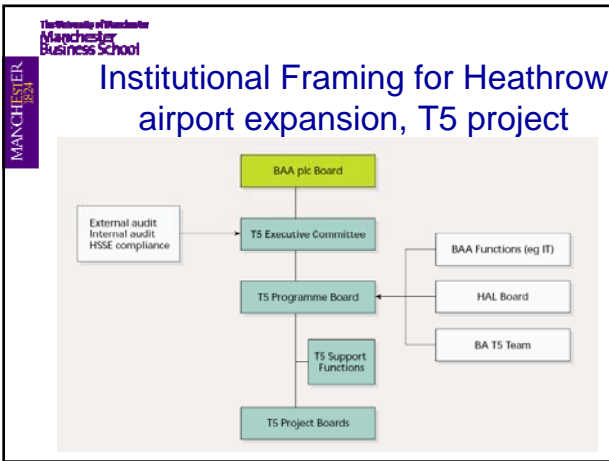 The University of Manchester
Manchester
Business School
MANCHESTER
1824
Institutional Framing for Heathrow
airport expansion, T5 project
BAA plc Board
External audit
Internal audit
HSSE compliance
T5 Executive Committee
BAA Functions (eg IT)
T5 Programme Board
HAL Board
BA T5 Team
T5 Support
Functions
T5 Project Boards